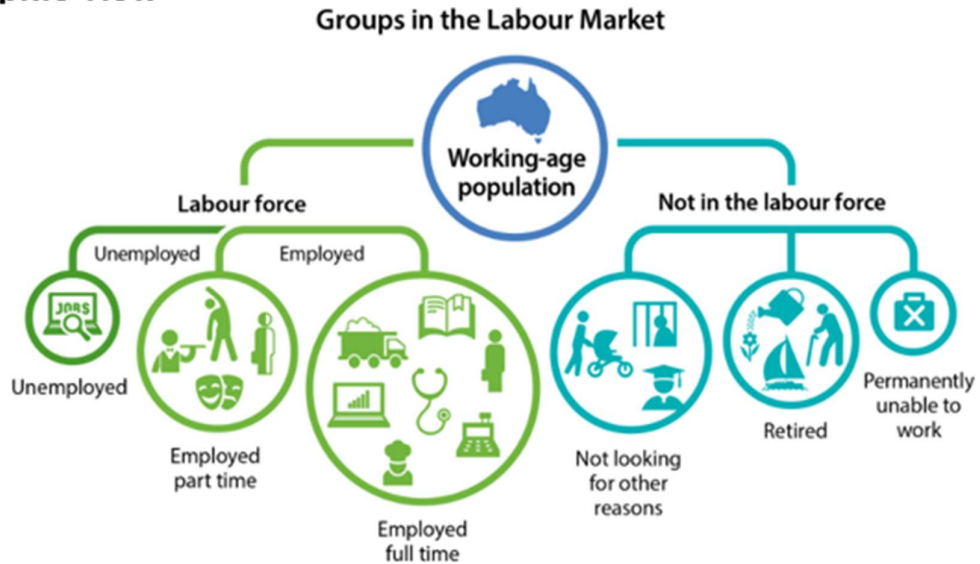 Groups in the Labour Market
Working-age
population
Labour force
Not in the labour force
Unemployed
Employed
JOBS
Unemployed
Employed
part time
Employed
full time
Not looking
for other
reasons
Retired
Permanently
unable to
work